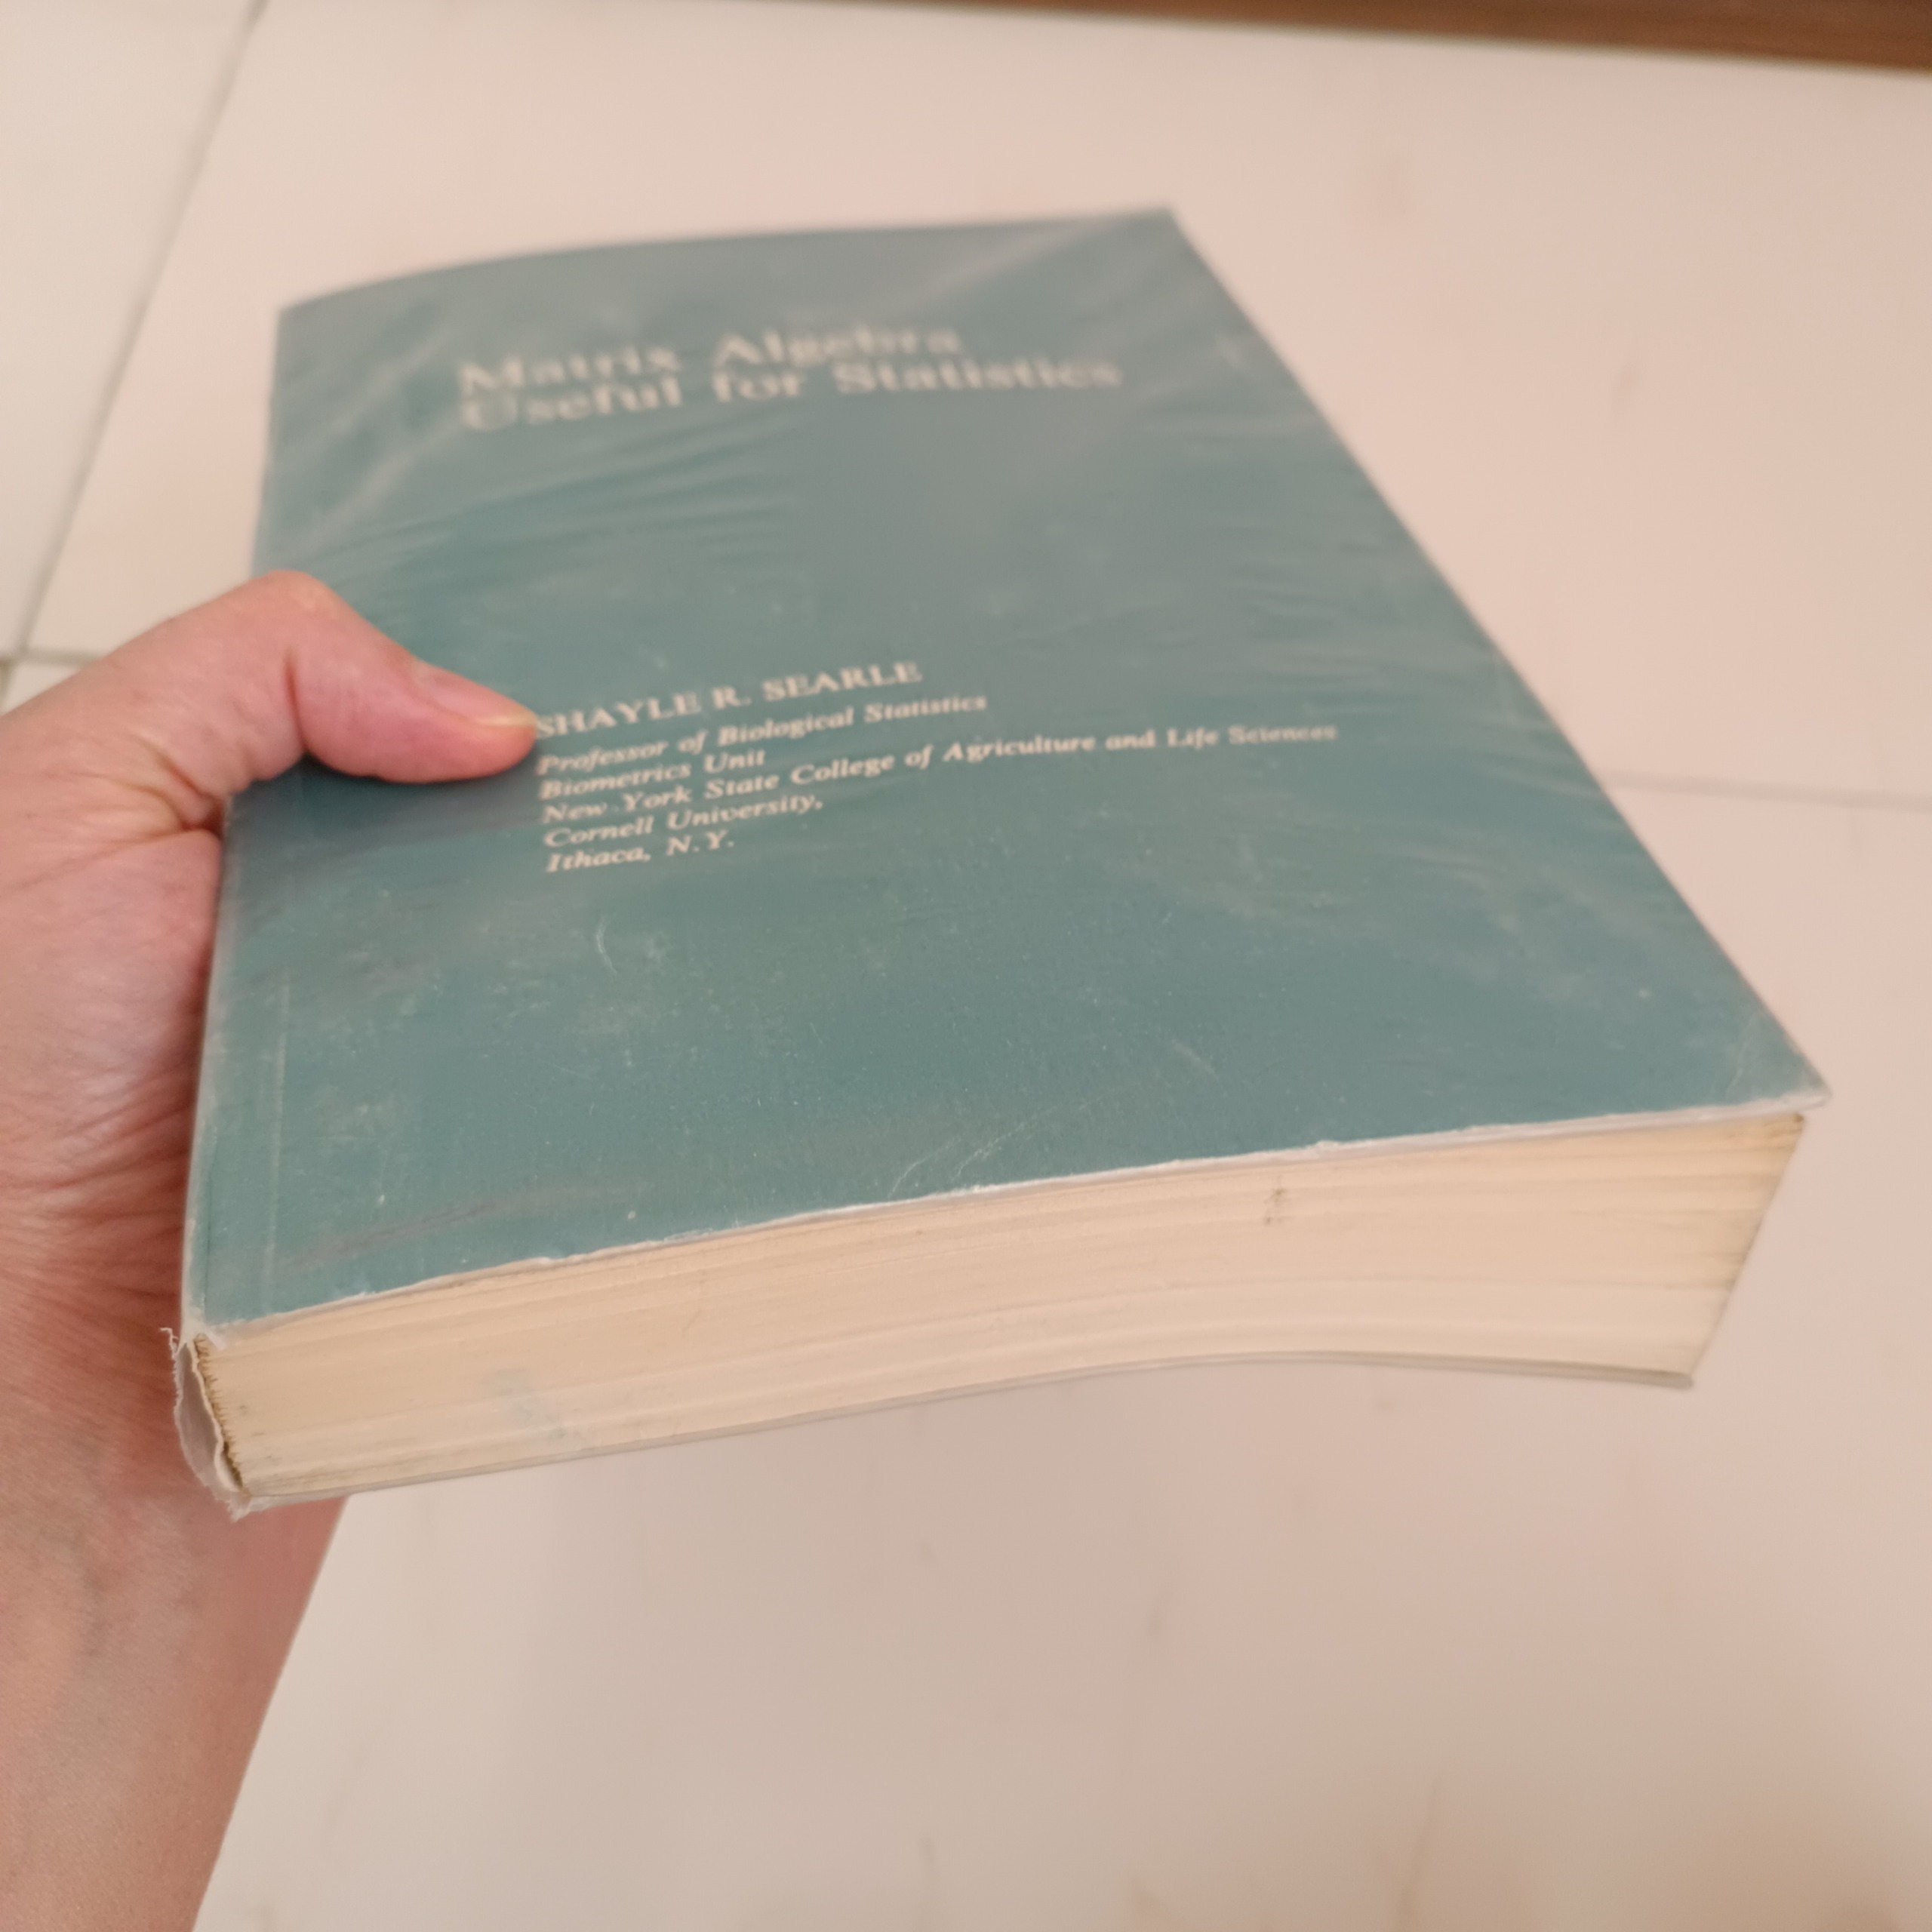 Matrix Algebra
Useful for Statistics
SHAYLE R. SEARLE
Professor of Biological Statistics
Biometrics Unit
New York State College of Agriculture and Life Sciences
Cornell University,
Ithaca, N.Y.